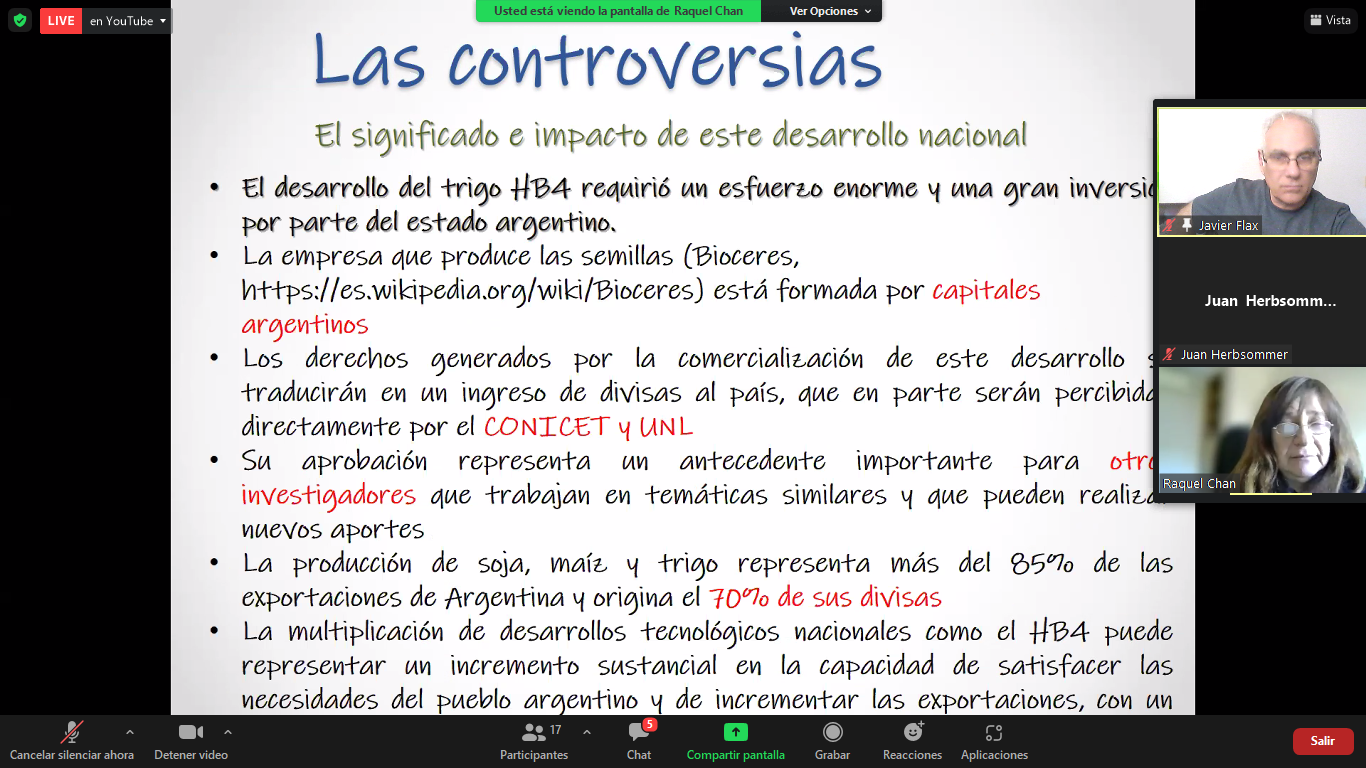 LIVE en YouTube
Usted está viendo la pantalla de Raquel Chan Ver Opciones
Vista
Las controversias
El significado e impacto de este desarrollo nacional
• El desarrollo del trigo HB4 requirió un esfuerzo enorme y una gran
por parte del estado argentino.
• La empresa que produce las semillas (Bioceres,
https://es.wikipedia.org/wiki/Bioceres) está formada por capitales
argentinos
• Los derechos generados por la comercialización de este desarrollo
traducirán en un ingreso de divisas al país, que en parte serán
directamente por el CONICET y UNL
• Su aprobación representa un antecedente importante para
investigadores que trabajan en temáticas similares y que pueden
nuevos aportes
• La producción de soja, maíz y trigo representa más del 85% de las
exportaciones de Argentina y origina el 70% de sus divisas
• La multiplicación de desarrollos tecnológicos nacionales como el HB4 puede
representar un incremento sustancial en la capacidad de satisfacer las
necesidades del pueblo argentino y de incrementar las exportaciones, con un
Javier Flax
Juan Herbsomm...
Juan Herbsommer
Raquel Chan
Cancelar silenciar ahora
Detener video
Participantes 17
Chat 5
Compartir pantalla
Grabar
Reacciones
Aplicaciones
Salir